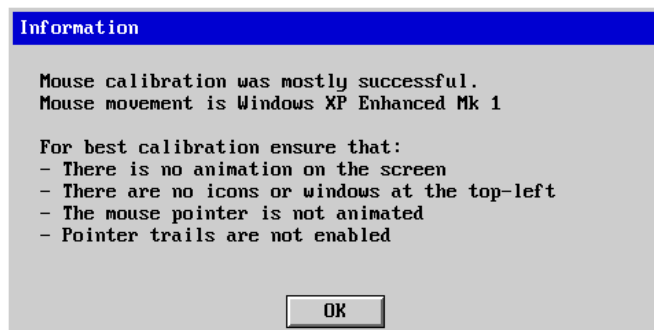 Information
Mouse calibration was mostly successful.
Mouse movement is Windows XP Enhanced Mk 1
For best calibration ensure that:
- There is no animation on the screen
- There are no icons or windows at the top-left
- The mouse pointer is not animated
- Pointer trails are not enabled
OK